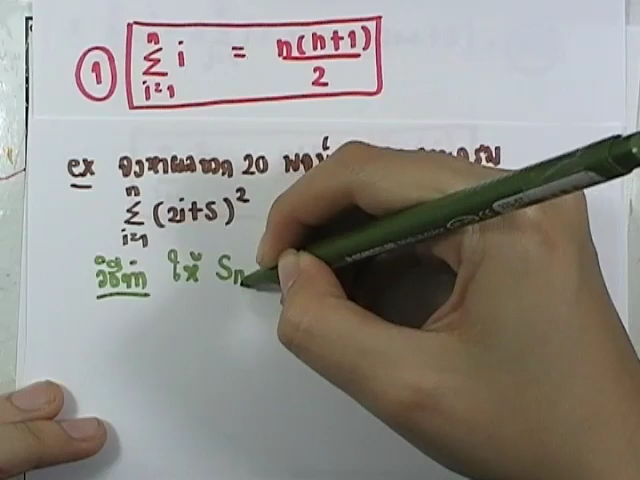 ① n∑i=1 i = n(n+1)/2
ex จงหาผลบวก 20 พจน์
n∑i=1 (2i+5)²
วิธีทำ ให้ Sn